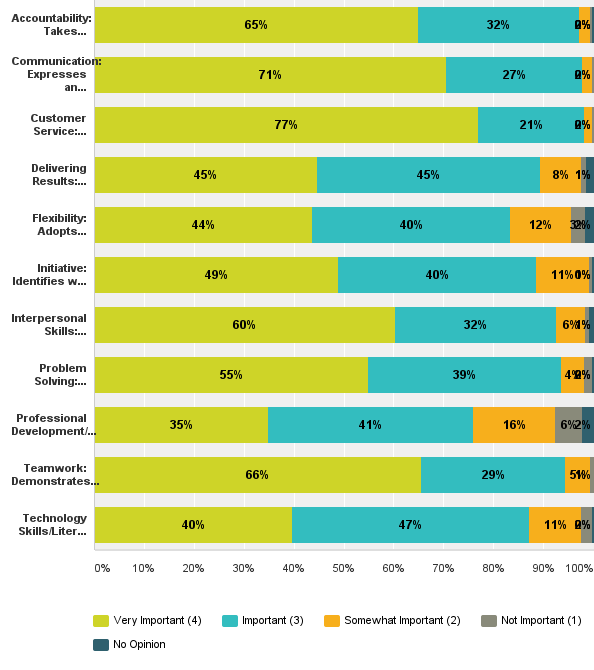 Accountability:
Takes...
65% 32%
Communication:
Expresses
an...
71% 27%
Customer
Service:...
77% 21%
Delivering
Results:...
45% 45% 8% 1%
Flexibility:
Adopts
44% 40% 12%
Initiative:
Identifies w...
49% 40% 11%
Interpersonal
Skills:...
60% 32% 6%
Problem
Solving:...
55% 39% 4%
Professional
Development/...
35% 41% 16% 6% 2%
Teamwork:
Demonstrates...
66% 29% 5%
Technology
Skills/Liter...
40% 47% 11%
0% 10% 20% 30% 40% 50% 60% 70% 80% 90% 100%
Very Important (4) Important (3) Somewhat Important (2) Not Important (1)
No Opinion